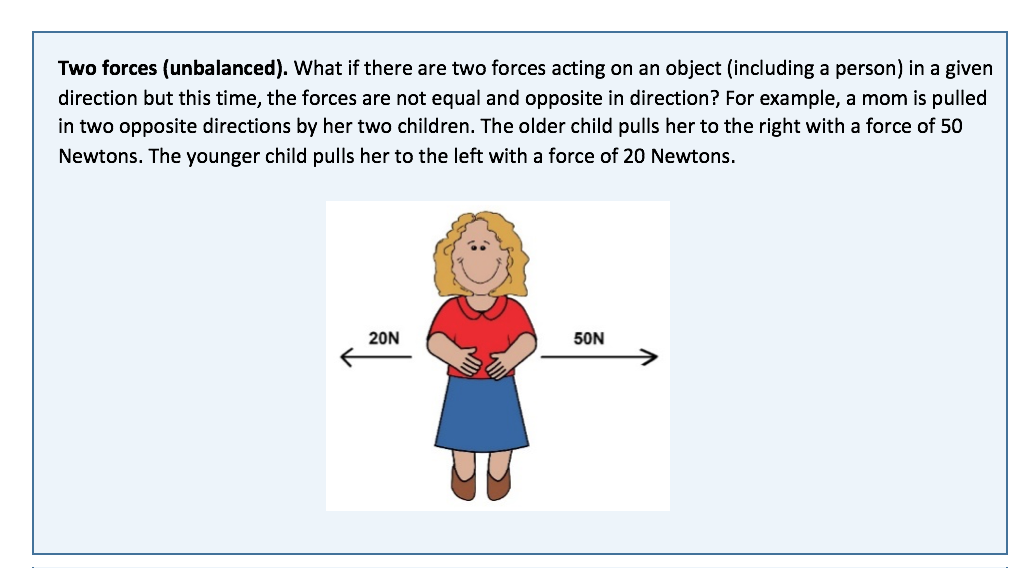 Two forces (unbalanced). What if there are two forces acting on an object (including a person) in a given
direction but this time, the forces are not equal and opposite in direction? For example, a mom is pulled
in two opposite directions by her two children. The older child pulls her to the right with a force of 50
Newtons. The younger child pulls her to the left with a force of 20 Newtons.
20N
50N